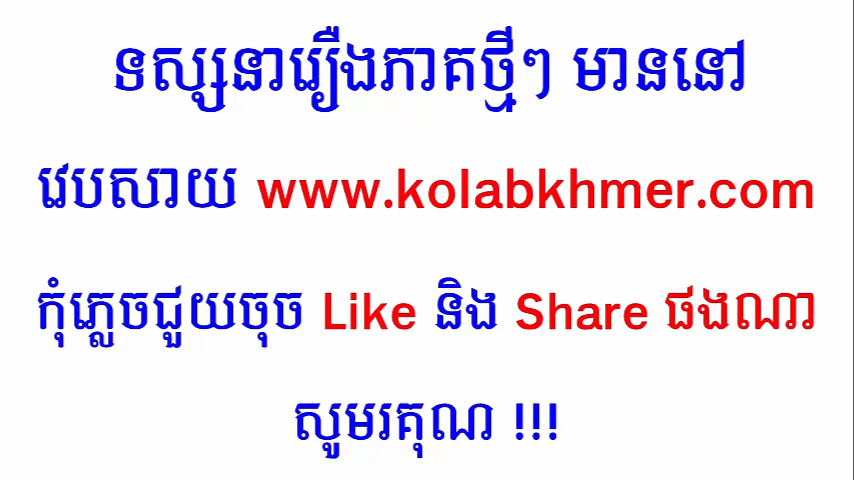 ទស្សនារឿងភាគថ្មីៗ មាននៅ
វេបសាយ www.kolabkhmer.com
កុំភ្លេចជួយចុច Like និង Share ផងណា
សូមរគុណ !!!